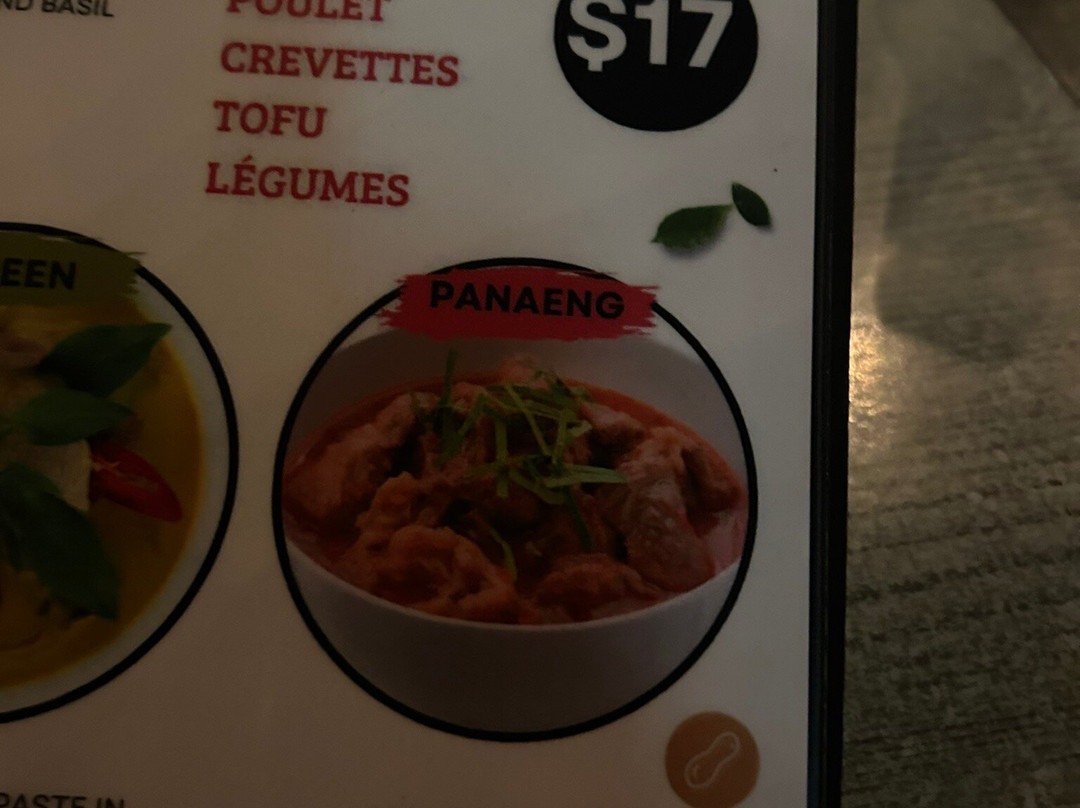 ND BASIL
POULET
$17
CREVETTES
TOFU
LÉGUMES
EEN
PANAENG
PASTE IN